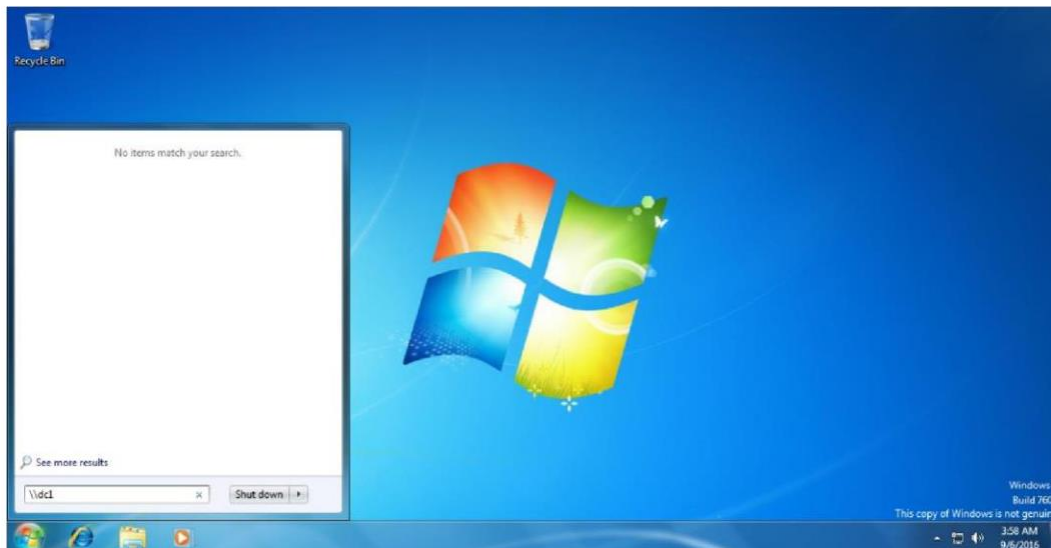 Recycle Bin
No items match your search.
See more results
\\dc1
Shut down
Windows
Build 760
This copy of Windows is not genuin
3:58 AM
9/6/2016